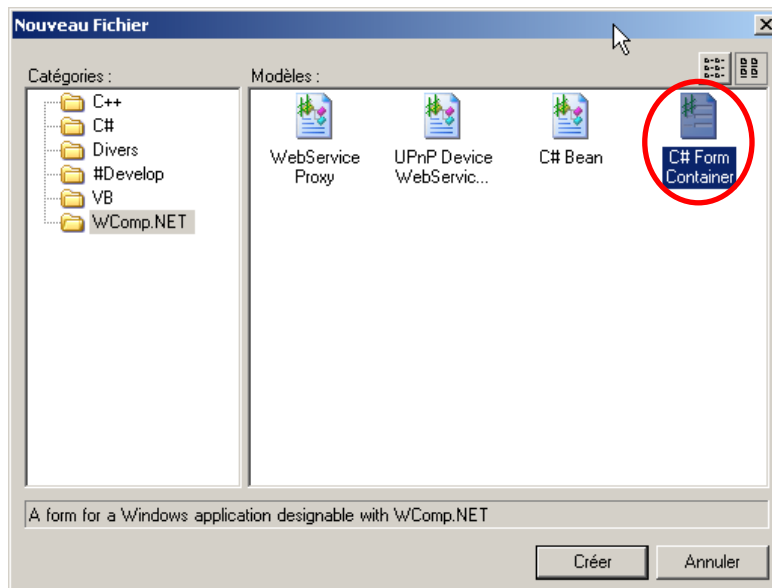 Nouveau Fichier
Catégories :
Modèles :
C++
C#
Divers
#Develop
VB
WComp.NET
WebService
Proxy
UPnP Device
WebServic...
C# Bean
C# Form
Container
A form for a Windows application designable with WComp.NET
Créer
Annuler